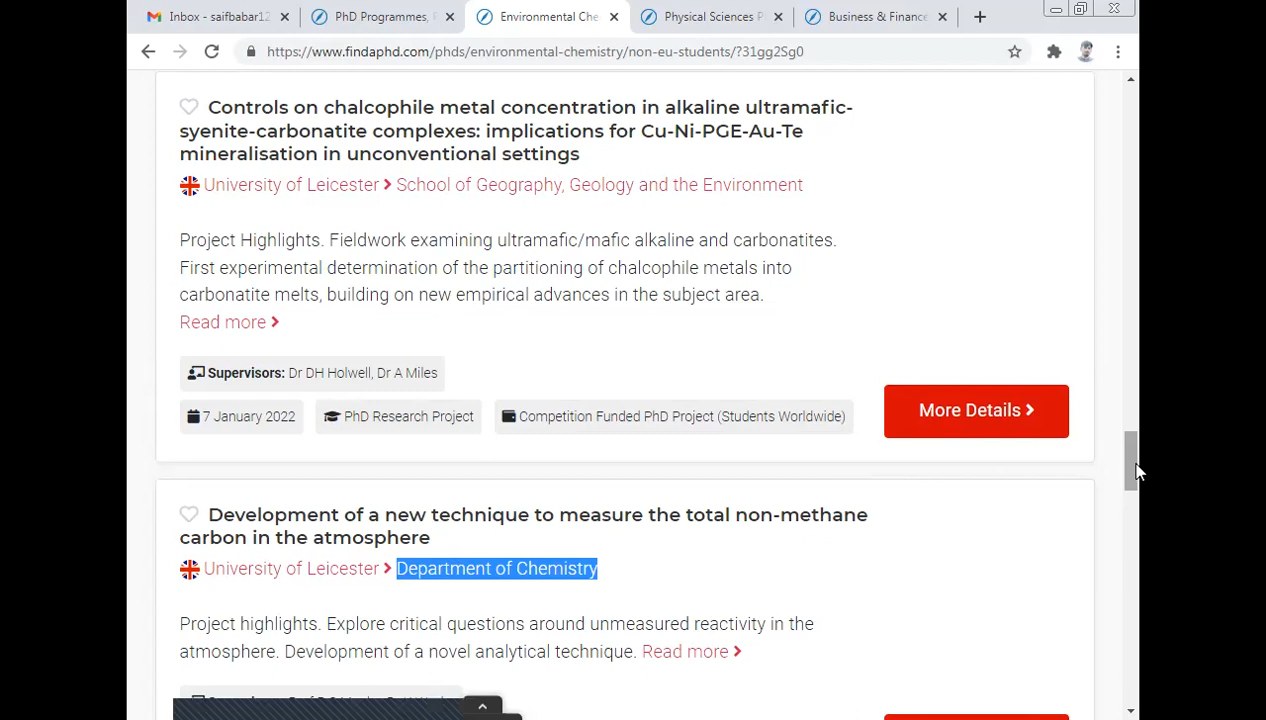 Inbox - saifbabar12
PhD Programmes, 
Environmental Che
Physical Sciences P
Business & Finance
https://www.findaphd.com/phds/environmental-chemistry/non-eu-students/?31gg2Sg0
Controls on chalcophile metal concentration in alkaline ultramafic-
syenite-carbonatite complexes: implications for Cu-Ni-PGE-Au-Te
mineralisation in unconventional settings
University of Leicester > School of Geography, Geology and the Environment
Project Highlights. Fieldwork examining ultramafic/mafic alkaline and carbonatites.
First experimental determination of the partitioning of chalcophile metals into
carbonatite melts, building on new empirical advances in the subject area.
Read more >
Supervisors: Dr DH Holwell, Dr A Miles
7 January 2022
PhD Research Project
Competition Funded PhD Project (Students Worldwide)
More Details >
Development of a new technique to measure the total non-methane
carbon in the atmosphere
University of Leicester > Department of Chemistry
Project highlights. Explore critical questions around unmeasured reactivity in the
atmosphere. Development of a novel analytical technique. Read more >